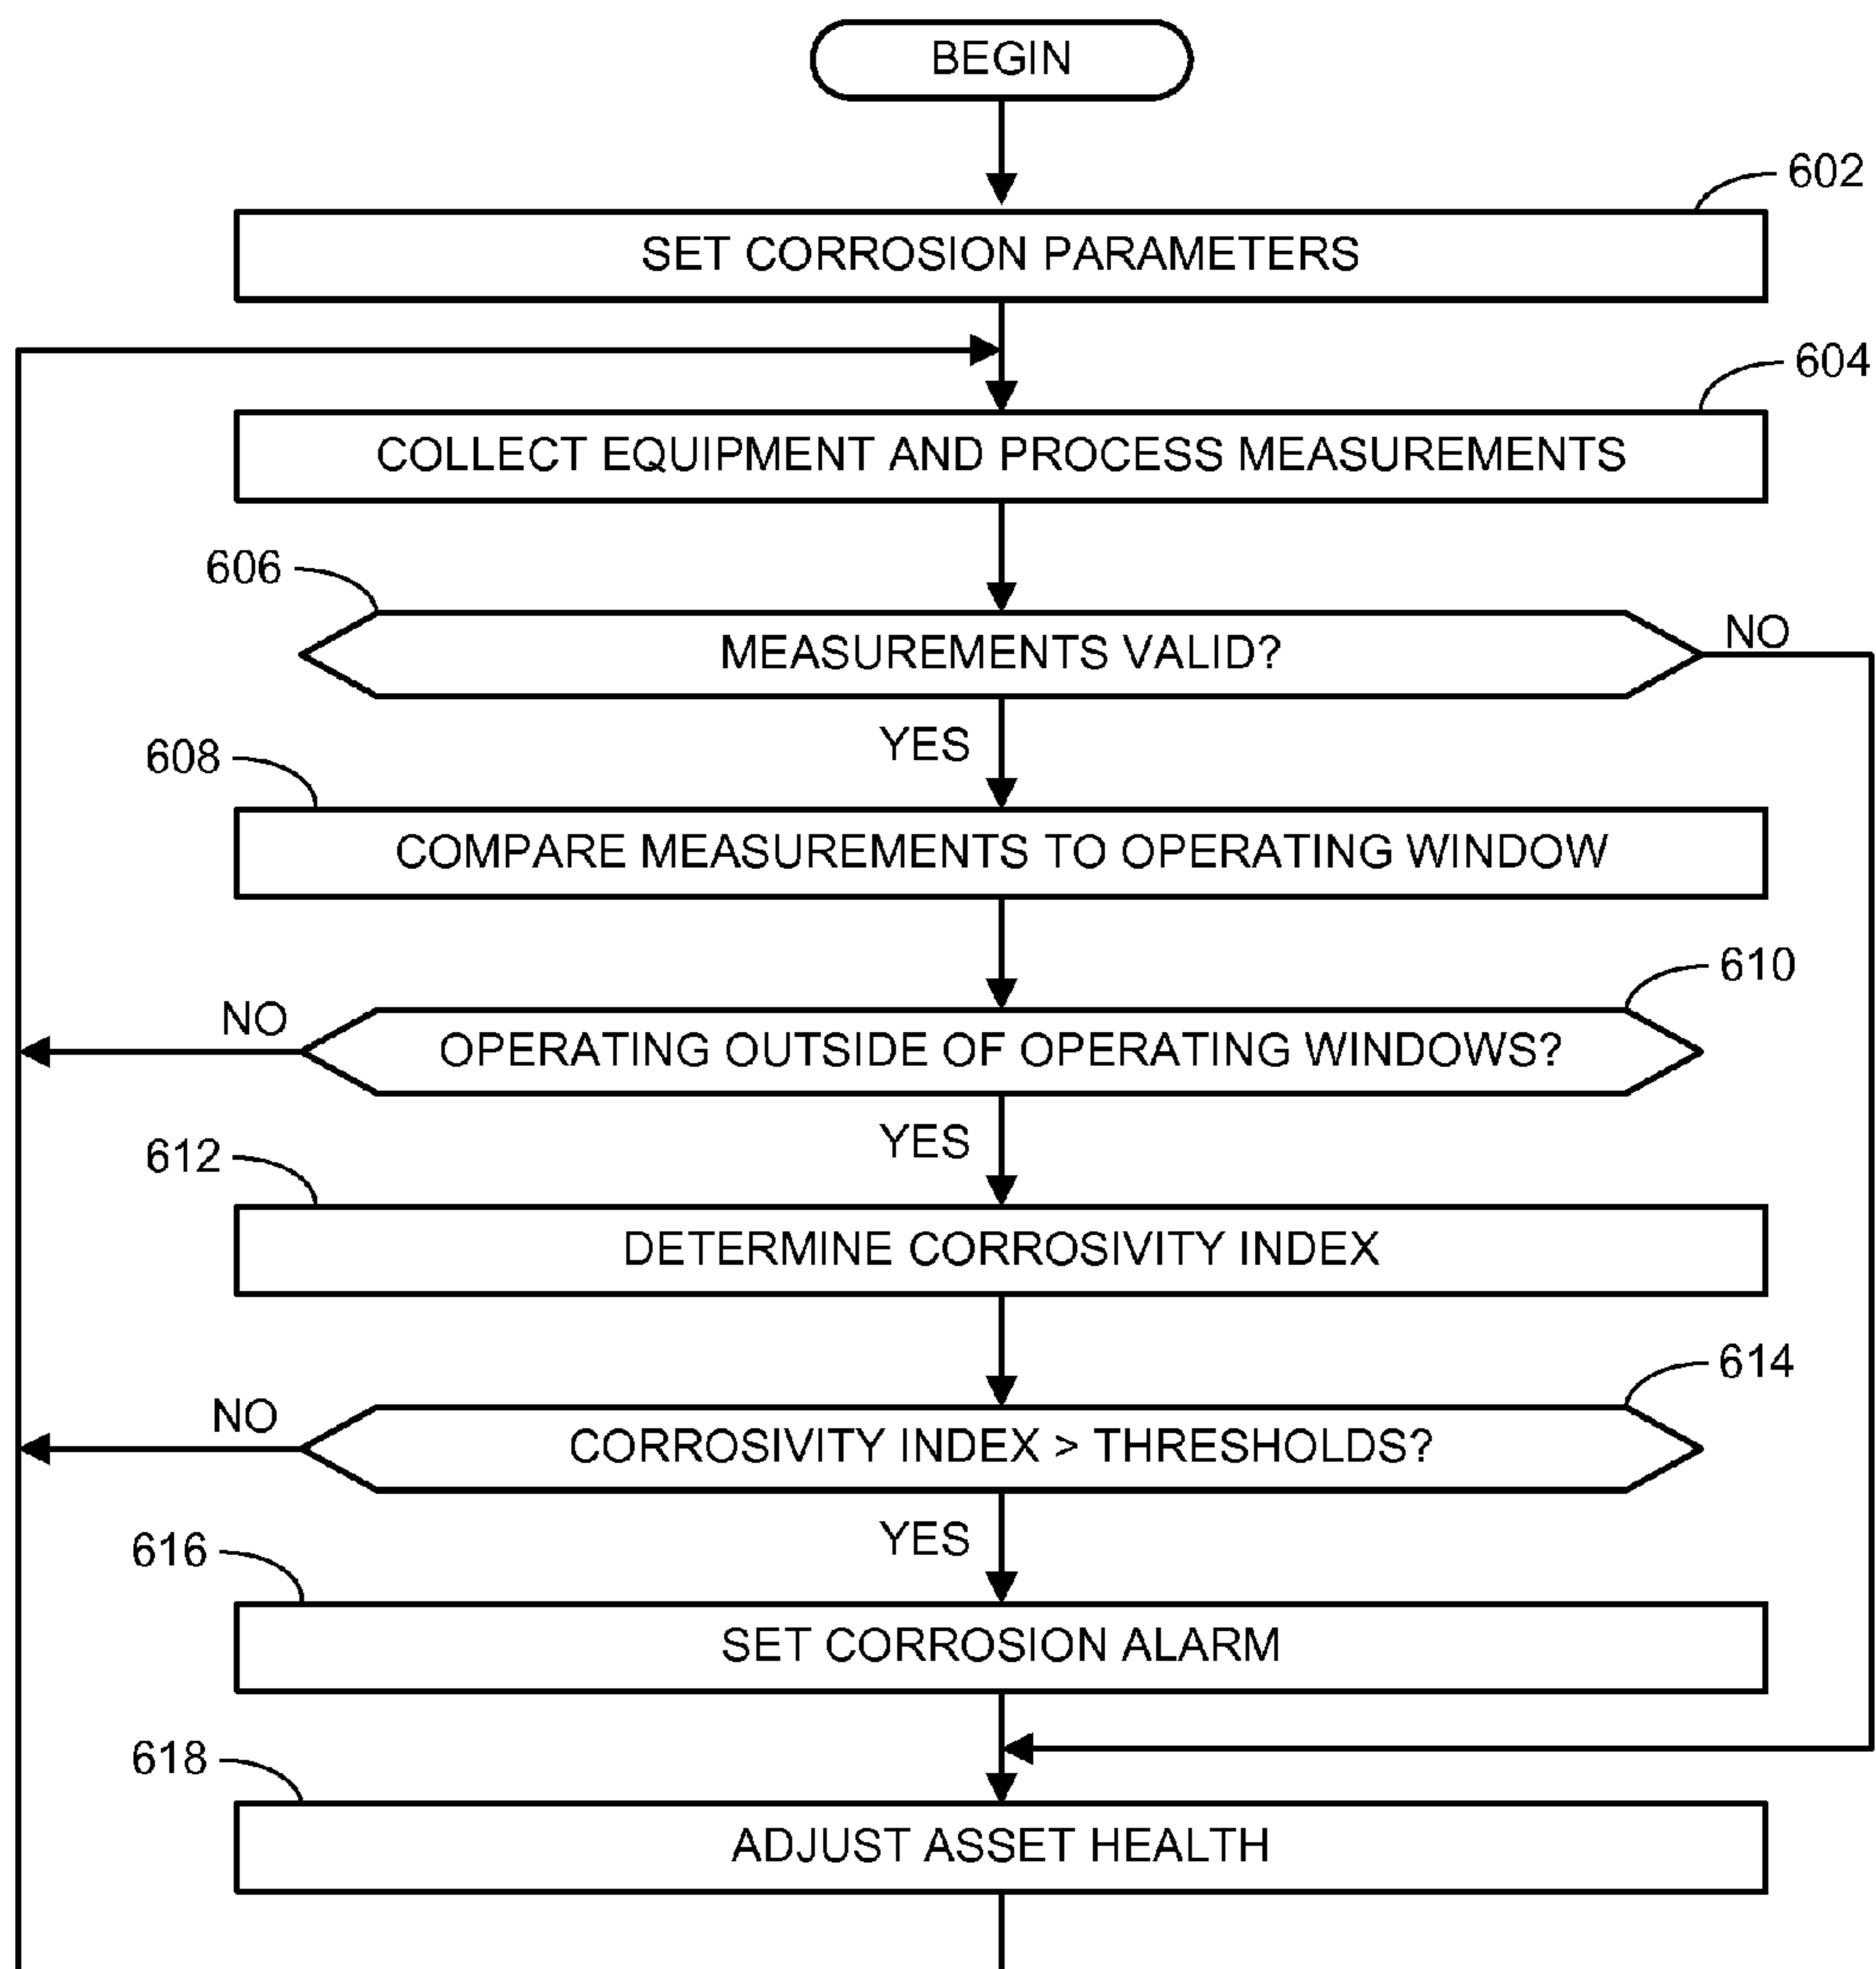 BEGIN
602
SET CORROSION PARAMETERS
604
COLLECT EQUIPMENT AND PROCESS MEASUREMENTS
606
MEASUREMENTS VALID?
NO
YES
608
COMPARE MEASUREMENTS TO OPERATING WINDOW
610
NO
OPERATING OUTSIDE OF OPERATING WINDOWS?
YES
612
DETERMINE CORROSIVITY INDEX
614
NO
CORROSIVITY INDEX > THRESHOLDS?
YES
616
SET CORROSION ALARM
618
ADJUST ASSET HEALTH